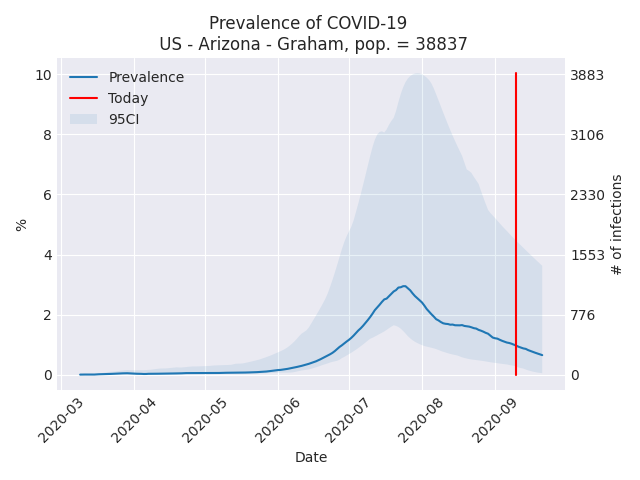 Prevalence of COVID-19
US - Arizona - Graham, pop. = 38837
Prevalence
Today
95CI
%
10
8
6
4
2
0
3883
3106
2330
1553
776
0
# of infections
2020-03
2020-04
2020-05
2020-06
2020-07
2020-08
2020-09
Date